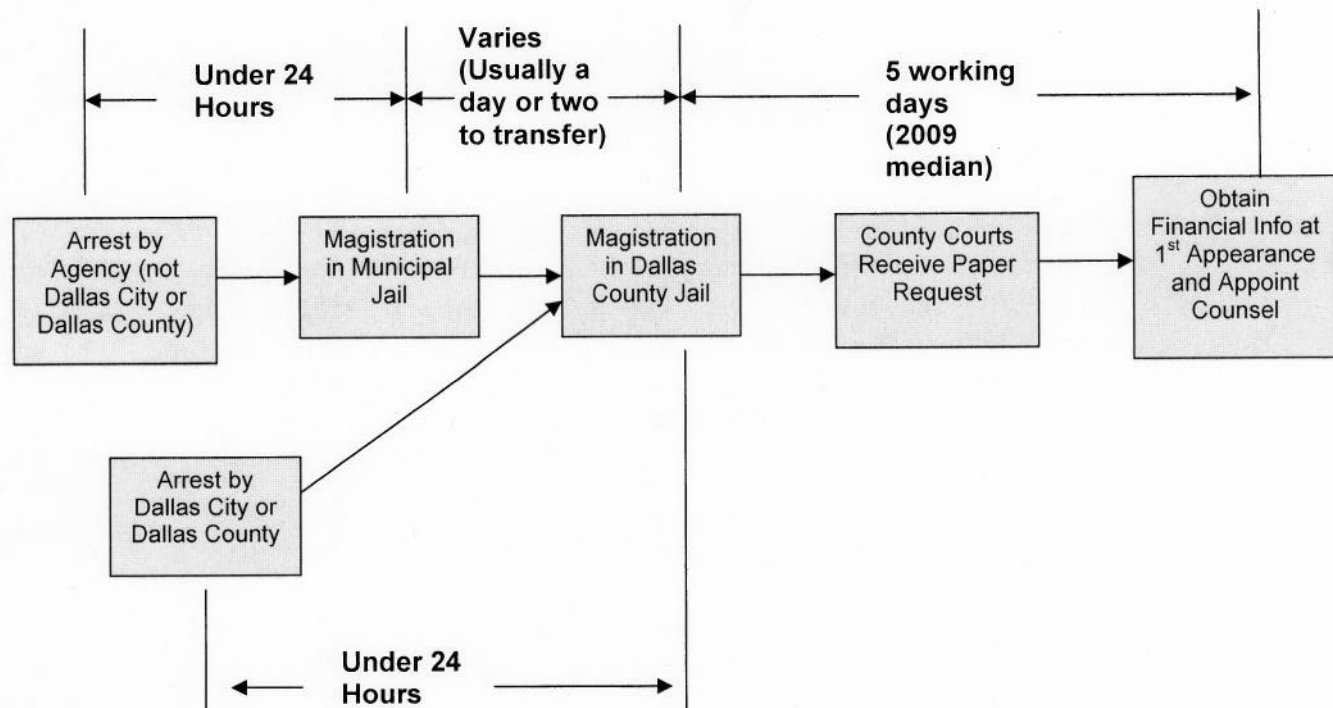 Under 24
Hours
Varies
(Usually a
day or two
to transfer)
5 working
days
(2009
median)
Arrest by
Agency (not
Dallas City or
Dallas County)
Magistration
in Municipal
Jail
Magistration
in Dallas
County Jail
County Courts
Receive Paper
Request
Obtain
Financial Info at
1st Appearance
and Appoint
Counsel
Arrest by
Dallas City or
Dallas County
Under 24
Hours